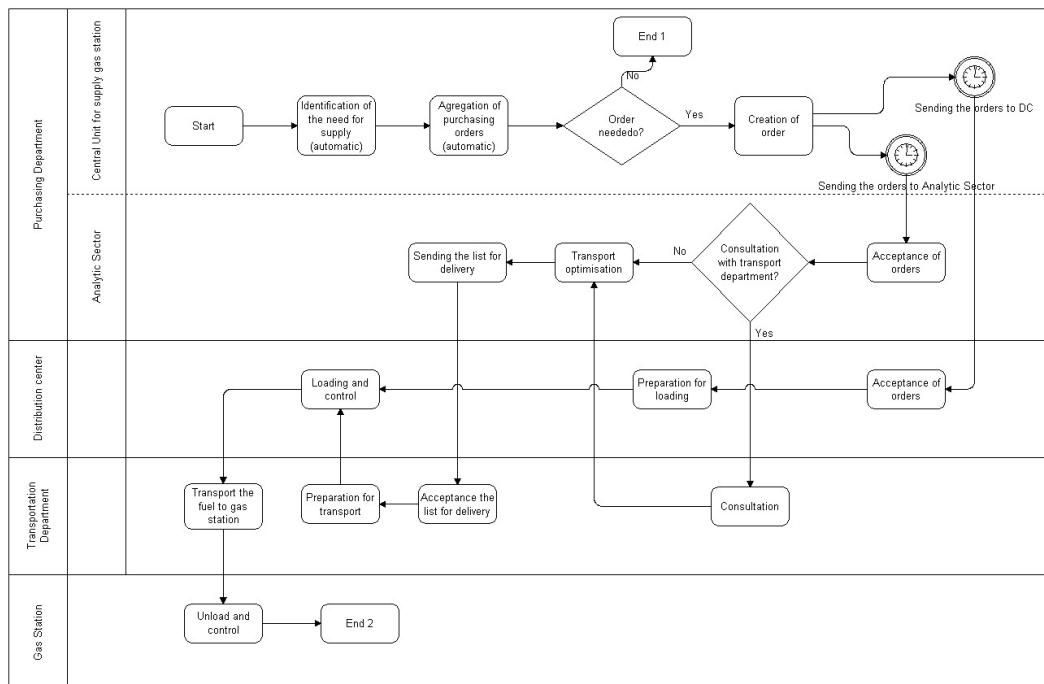 Purchasing Department
Central Unit for supply gas station
Start
Identification of
the need for
supply
(automatic)
Agregation of
purchasing
orders
(automatic)
Order
neededo?
No
End 1
Yes
Creation of
order
Sending the orders to DC
Sending the orders to Analytic Sector
Analytic Sector
Sending the list for
delivery
Transport
optimisation
No
Consultation
with transport
department?
Yes
Acceptance of
orders
Distribution center
Loading and
control
Preparation for
loading
Acceptance of
orders
Transportation
Department
Transport the
fuel to gas
station
Preparation for
transport
Acceptance the
list for delivery
Consultation
Gas Station
Unload and
control
End 2